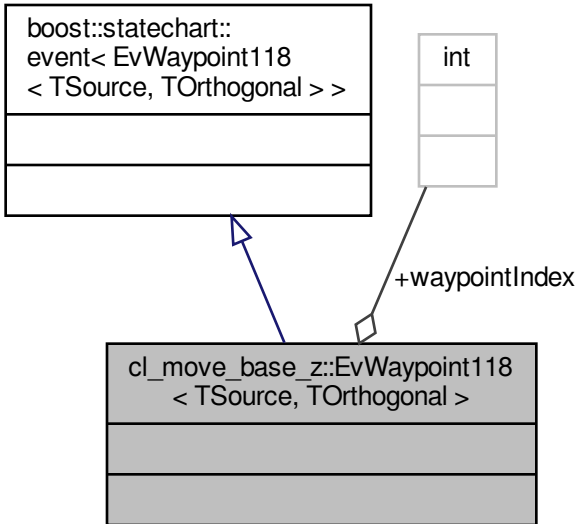 boost::statechart::
event< EvWaypoint118
< TSource, TOrthogonal > >
int
+waypointIndex
cl_move_base_z::EvWaypoint118
< TSource, TOrthogonal >